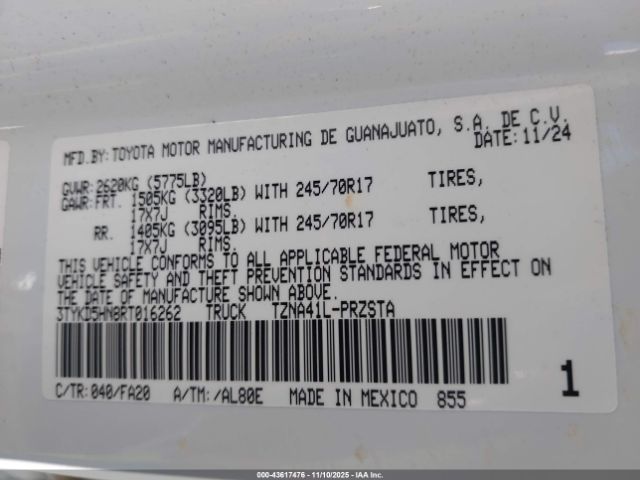 MFD.BY:TOYOTA MOTOR MANUFACTURING DE GUANAJUATO, S.A. DE C.V.
DATE:11/24
GVWR:2620KG (5775LB)
GAWR:FRT. 1505KG (3320LB) WITH 245/70R17 TIRES,
17X7J RIMS.
RR. 1405KG (3095LB) WITH 245/70R17 TIRES,
17X7J RIMS.
THIS VEHICLE CONFORMS TO ALL APPLICABLE FEDERAL MOTOR
VEHICLE SAFETY AND THEFT PREVENTION STANDARDS IN EFFECT ON
THE DATE OF MANUFACTURE SHOWN ABOVE.
3TYKD5HN0RT016262 TRUCK TZNA41L-PRZSTA
C/TR:040/FA20 A/TM:/AL80E MADE IN MEXICO 855 1
000-43617476 - 11/10/2025 - IAAI.COM